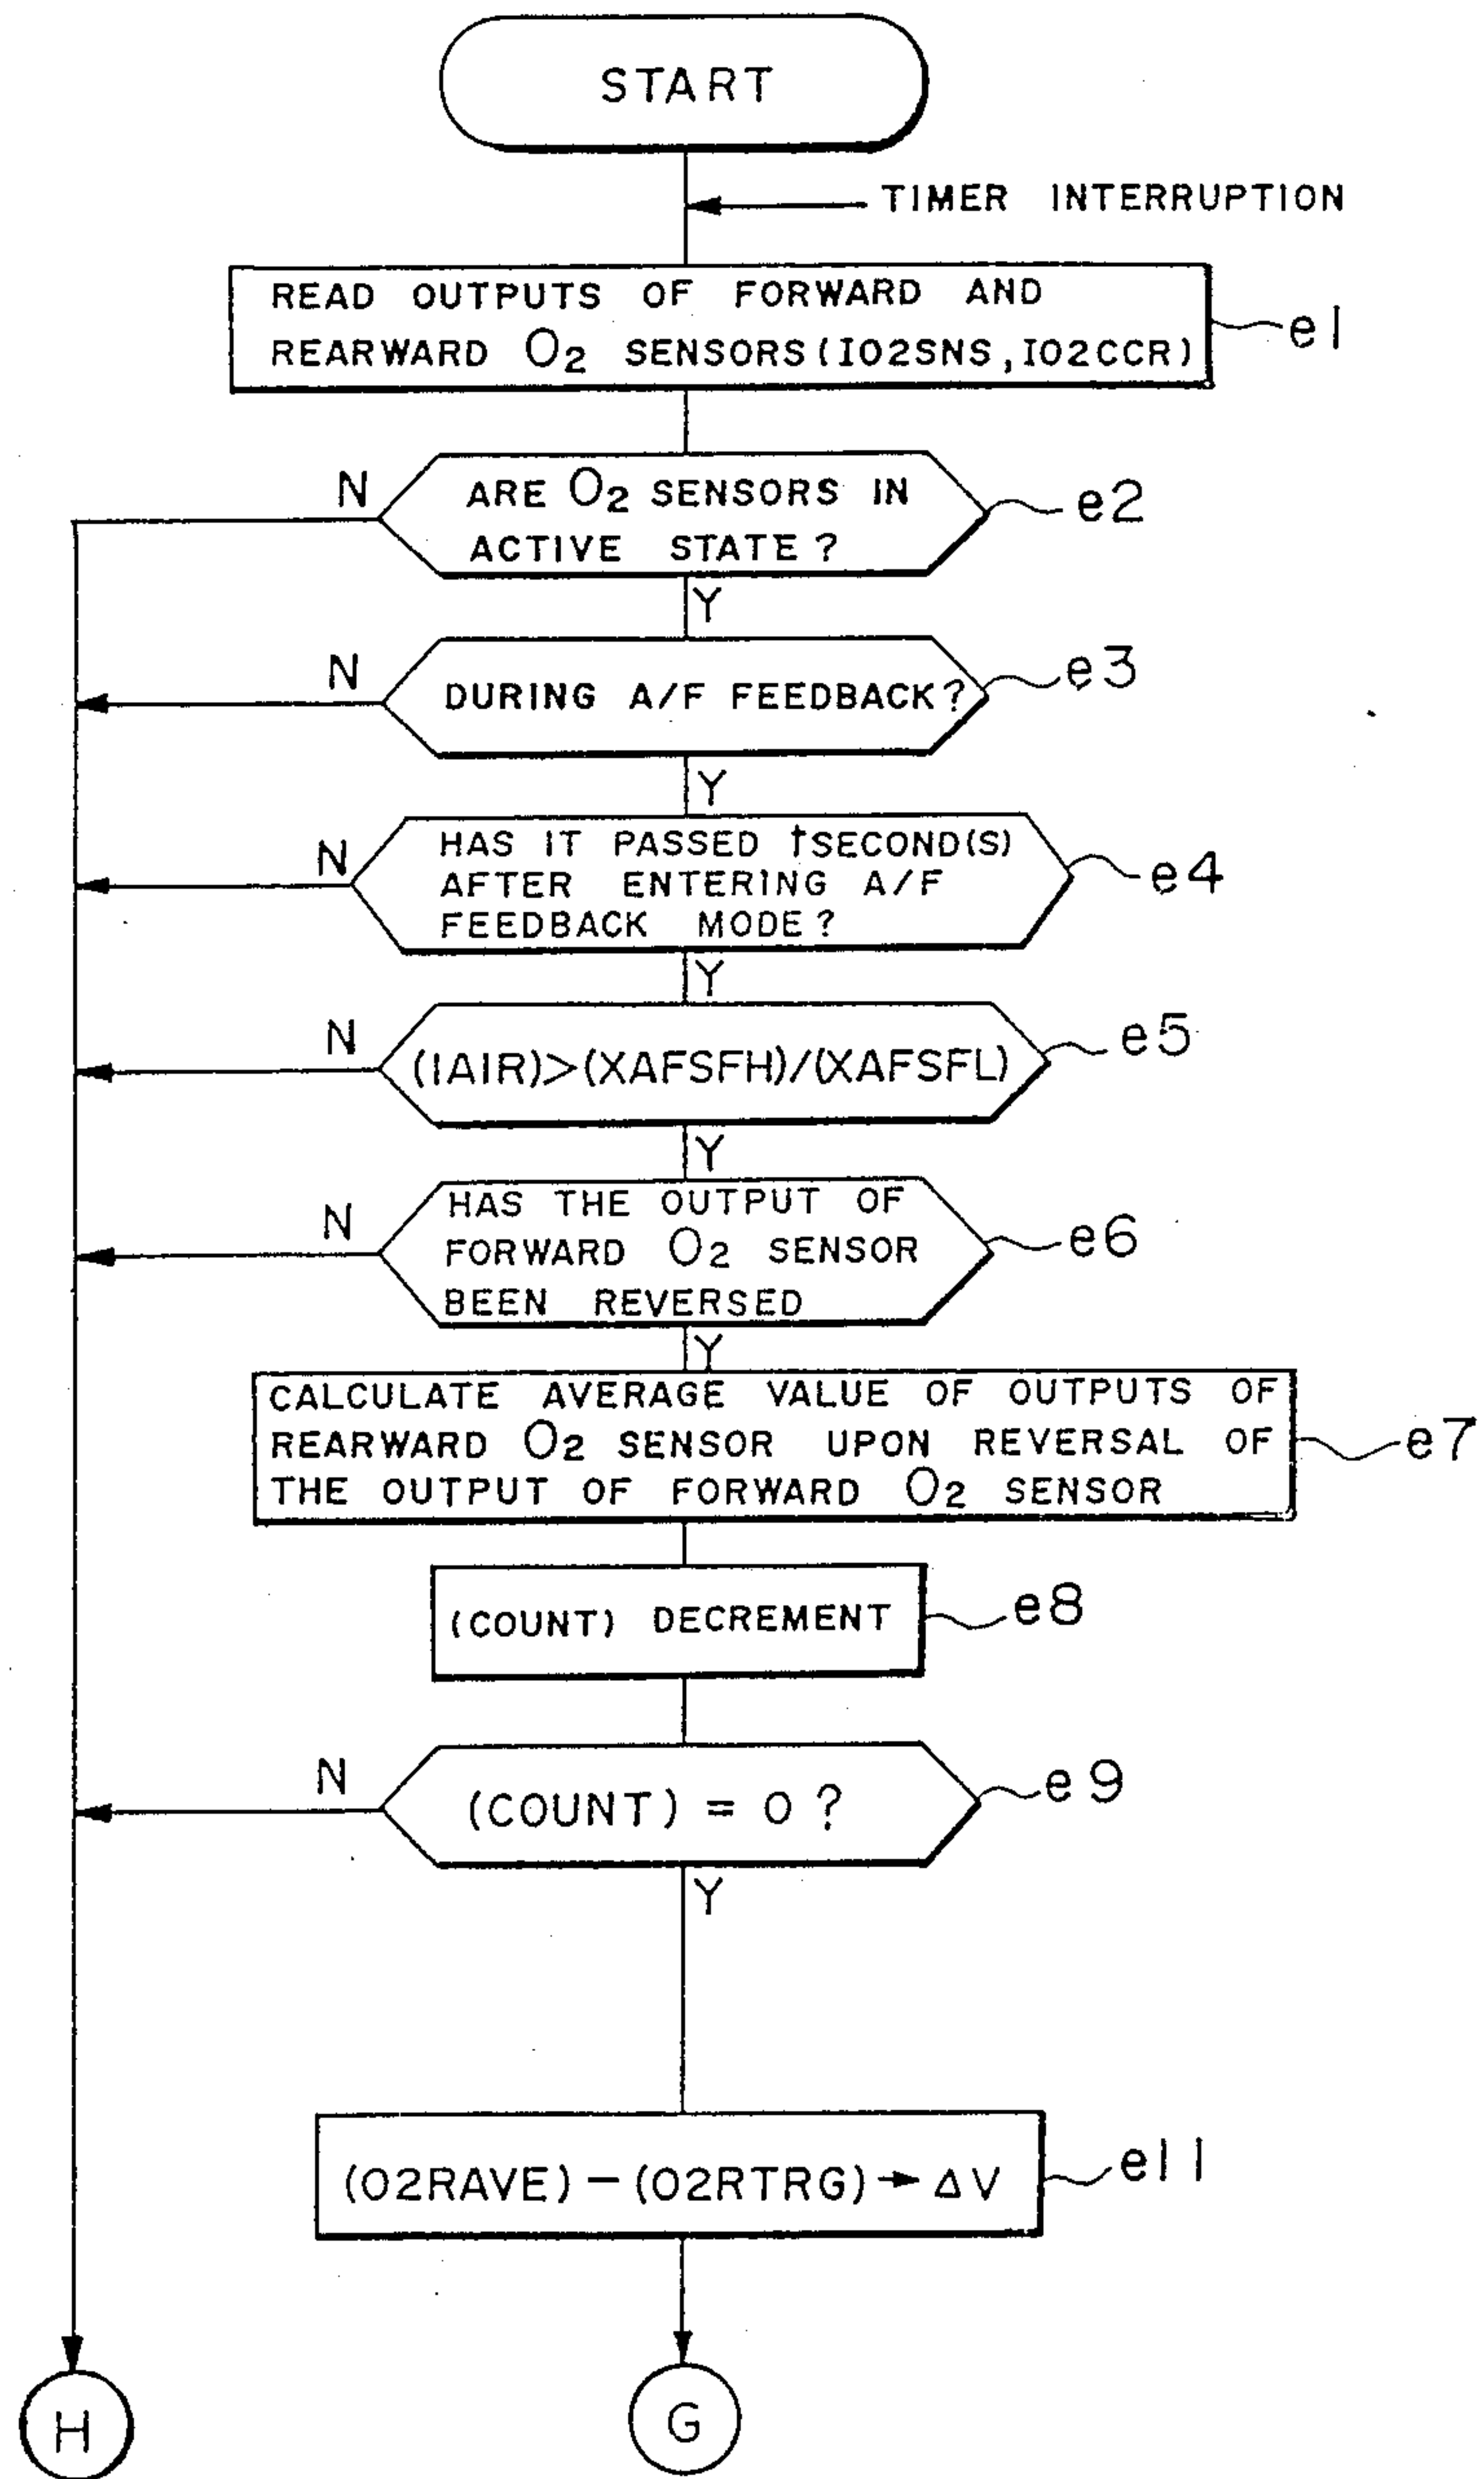 START
TIMER INTERRUPTION
READ OUTPUTS OF FORWARD AND
REARWARD O2 SENSORS(IO2SNS,IO2CCR)
e1
N
ARE O2 SENSORS IN
ACTIVE STATE?
e2
Y
N
DURING A/F FEEDBACK?
e3
Y
N
HAS IT PASSED tSECOND(S)
AFTER ENTERING A/F
FEEDBACK MODE?
e4
Y
N
(IAIR)>(XAFSFH)/(XAFSFL)
e5
Y
N
HAS THE OUTPUT OF
FORWARD O2 SENSOR
BEEN REVERSED
e6
Y
CALCULATE AVERAGE VALUE OF OUTPUTS OF
REARWARD O2 SENSOR UPON REVERSAL OF
THE OUTPUT OF FORWARD O2 SENSOR
e7
(COUNT) DECREMENT
e8
N
(COUNT) = 0?
e9
Y
(O2RAVE)-(O2RTRG)→ΔV
e11
H
G